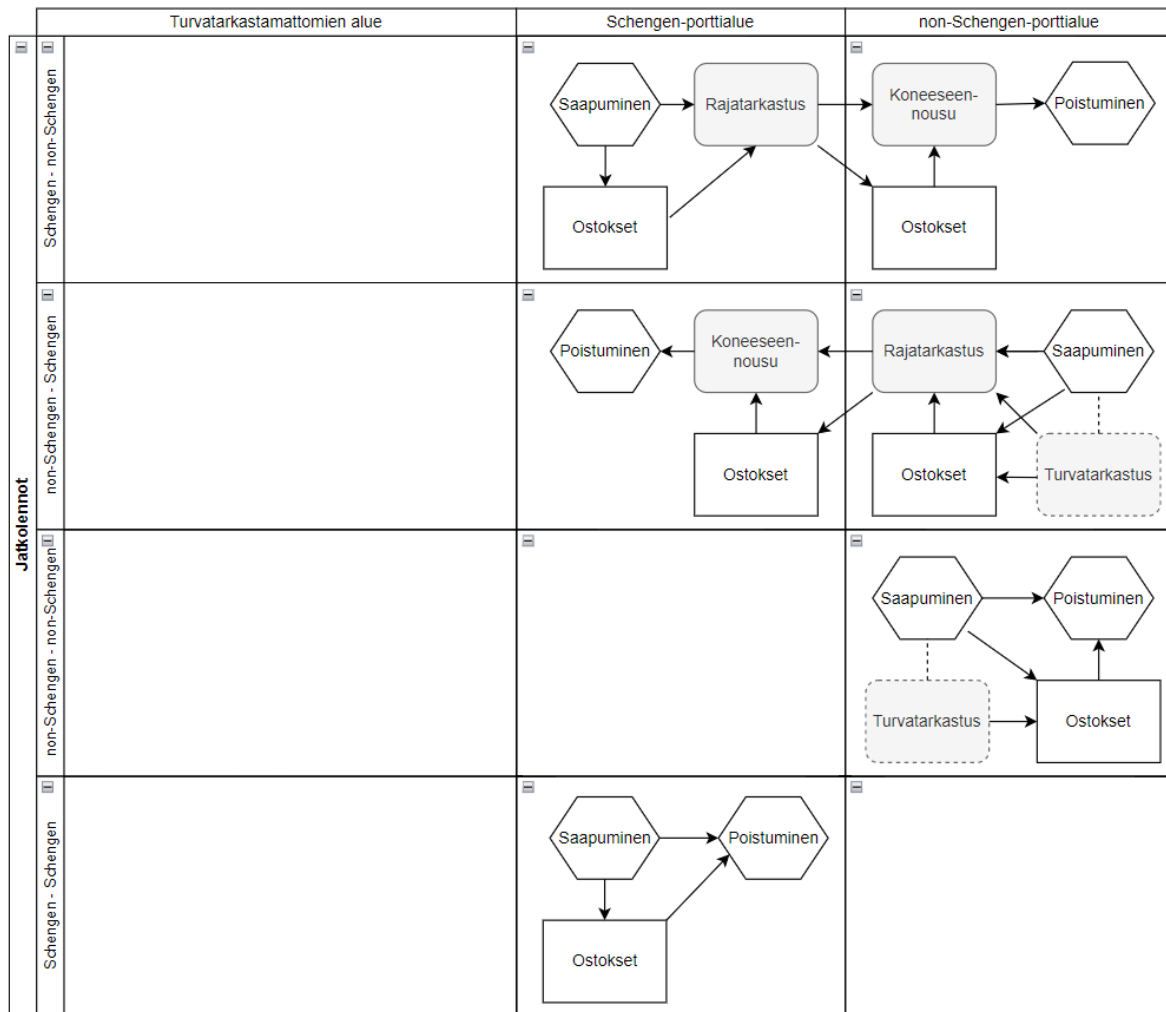 Turvatarkastamattomien alue
Schengen-porttialue
non-Schengen-porttialue
Jatkolennot
Schengen - non-Schengen
Saapuminen
Rajatarkastus
Koneeseen-
nousu
Poistuminen
Ostokset
Ostokset
non-Schengen - Schengen
Poistuminen
Koneeseen-
nousu
Rajatarkastus
Saapuminen
Ostokset
Ostokset
Turvatarkastus
non-Schengen - non-Schengen
Saapuminen
Poistuminen
Turvatarkastus
Ostokset
Schengen - Schengen
Saapuminen
Poistuminen
Ostokset